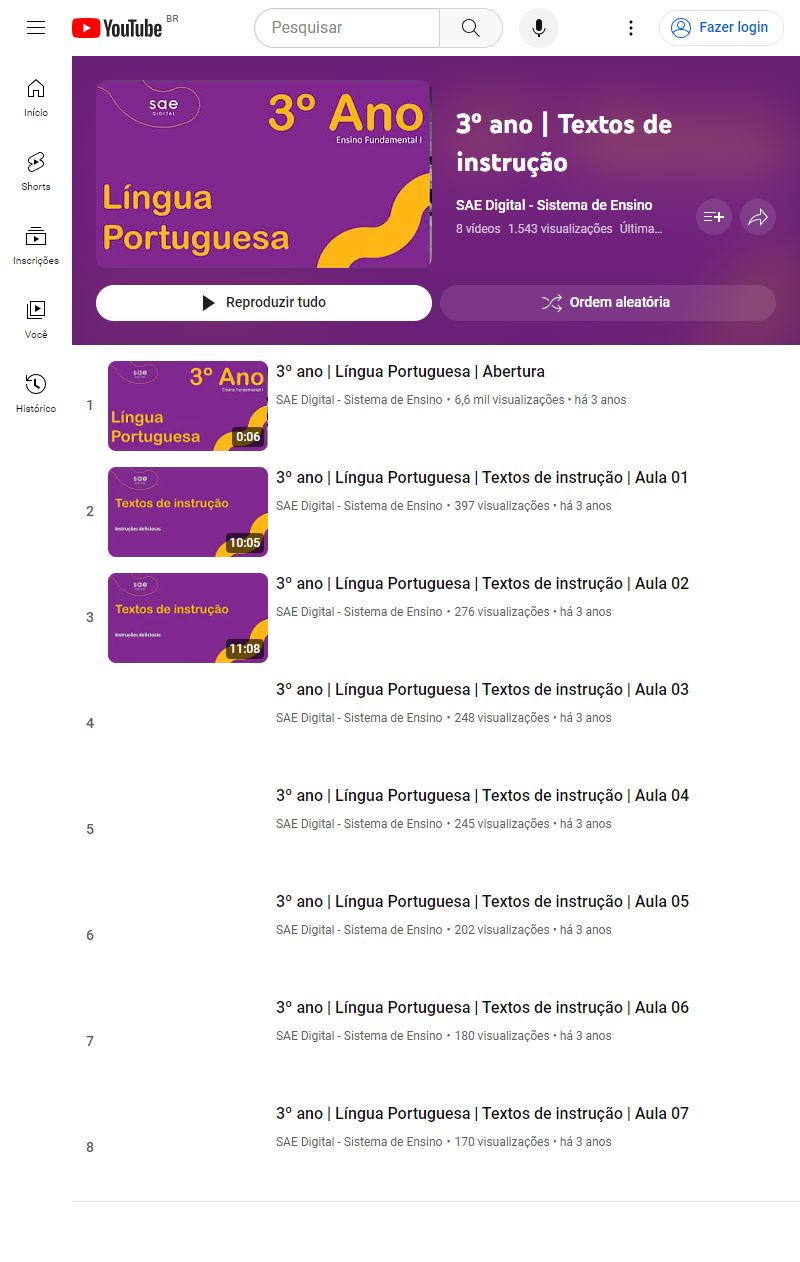 YouTube BR
Pesquisar
Fazer login
Início
Shorts
Inscrições
Você
Histórico
sae
DIGITAL
3º Ano
Ensino Fundamental I
Língua
Portuguesa
3º ano | Textos de
instrução
SAE Digital - Sistema de Ensino
8 vídeos 1.543 visualizações Última...
Reproduzir tudo
Ordem aleatória
1
sae
3º Ano
Ensino Fundamental I
Língua
Portuguesa
0:06
3º ano | Língua Portuguesa | Abertura
SAE Digital - Sistema de Ensino • 6,6 mil visualizações • há 3 anos
2
sae
Textos de instrução
Instruções deliciosas
10:05
3º ano | Língua Portuguesa | Textos de instrução | Aula 01
SAE Digital - Sistema de Ensino • 397 visualizações • há 3 anos
3
sae
Textos de instrução
Instruções deliciosas
11:08
3º ano | Língua Portuguesa | Textos de instrução | Aula 02
SAE Digital - Sistema de Ensino • 276 visualizações • há 3 anos
4
3º ano | Língua Portuguesa | Textos de instrução | Aula 03
SAE Digital - Sistema de Ensino • 248 visualizações • há 3 anos
5
3º ano | Língua Portuguesa | Textos de instrução | Aula 04
SAE Digital - Sistema de Ensino • 245 visualizações • há 3 anos
6
3º ano | Língua Portuguesa | Textos de instrução | Aula 05
SAE Digital - Sistema de Ensino • 202 visualizações • há 3 anos
7
3º ano | Língua Portuguesa | Textos de instrução | Aula 06
SAE Digital - Sistema de Ensino • 180 visualizações • há 3 anos
8
3º ano | Língua Portuguesa | Textos de instrução | Aula 07
SAE Digital - Sistema de Ensino • 170 visualizações • há 3 anos